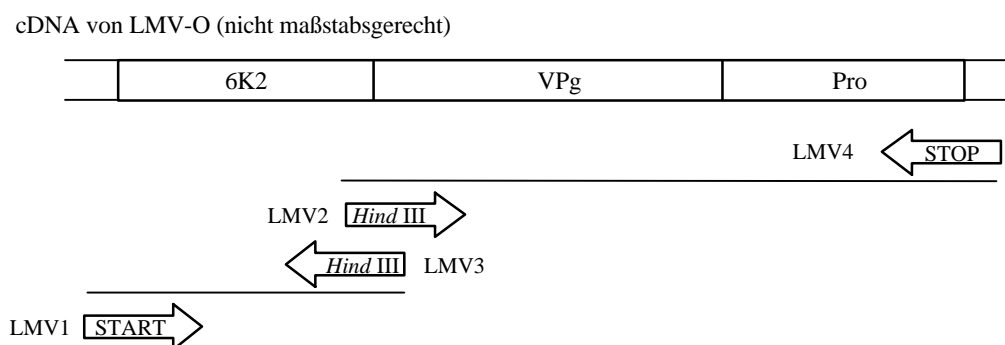 cDNA von LMV-O (nicht maßstabsgerecht)
6K2 VPg Pro
LMV4 STOP
LMV2 Hind III
Hind III LMV3
LMV1 START